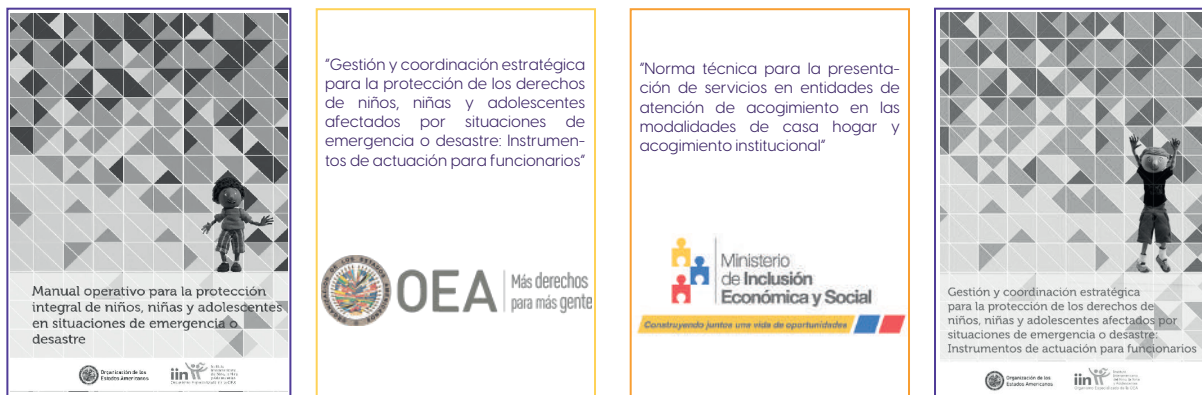 Manual operativo para la protección
integral de niños, niñas y adolescentes
en situaciones de emergencia o
desastre
Organización de los
Estados Americanos
iin
"Gestión y coordinación estratégica
para la protección de los derechos
de niños, niñas y adolescentes
afectados por situaciones de
emergencia o desastre: Instrumen-
tos de actuación para funcionarios"
OEA
Más derechos
para más gente
"Norma técnica para la presenta-
ción de servicios en entidades de
atención de acogimiento en las
modalidades de casa hogar y
acogimiento institucional"
Ministerio
de Inclusión
Económica y Social
Construyendo juntos una vida de oportunidades
Gestión y coordinación estratégica
para la protección de los derechos de
niños, niñas y adolescentes afectados por
situaciones de emergencia o desastre:
Instrumentos de actuación para funcionarios
Organización de los
Estados Americanos
iin